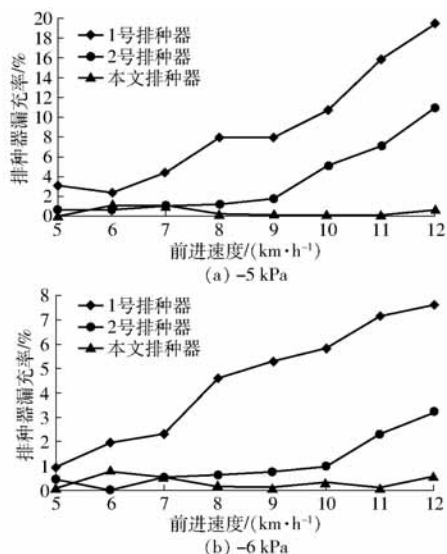 20
18
16
14
12
10
8
6
4
2
0
排种器漏充率/%
1号排种器
2号排种器
本文排种器
5 6 7 8 9 10 11 12
前进速度/(km·h⁻¹)
(a) -5 kPa
8
7
6
5
4
3
2
1
0
排种器漏充率/%
1号排种器
2号排种器
本文排种器
5 6 7 8 9 10 11 12
前进速度/(km·h⁻¹)
(b) -6 kPa